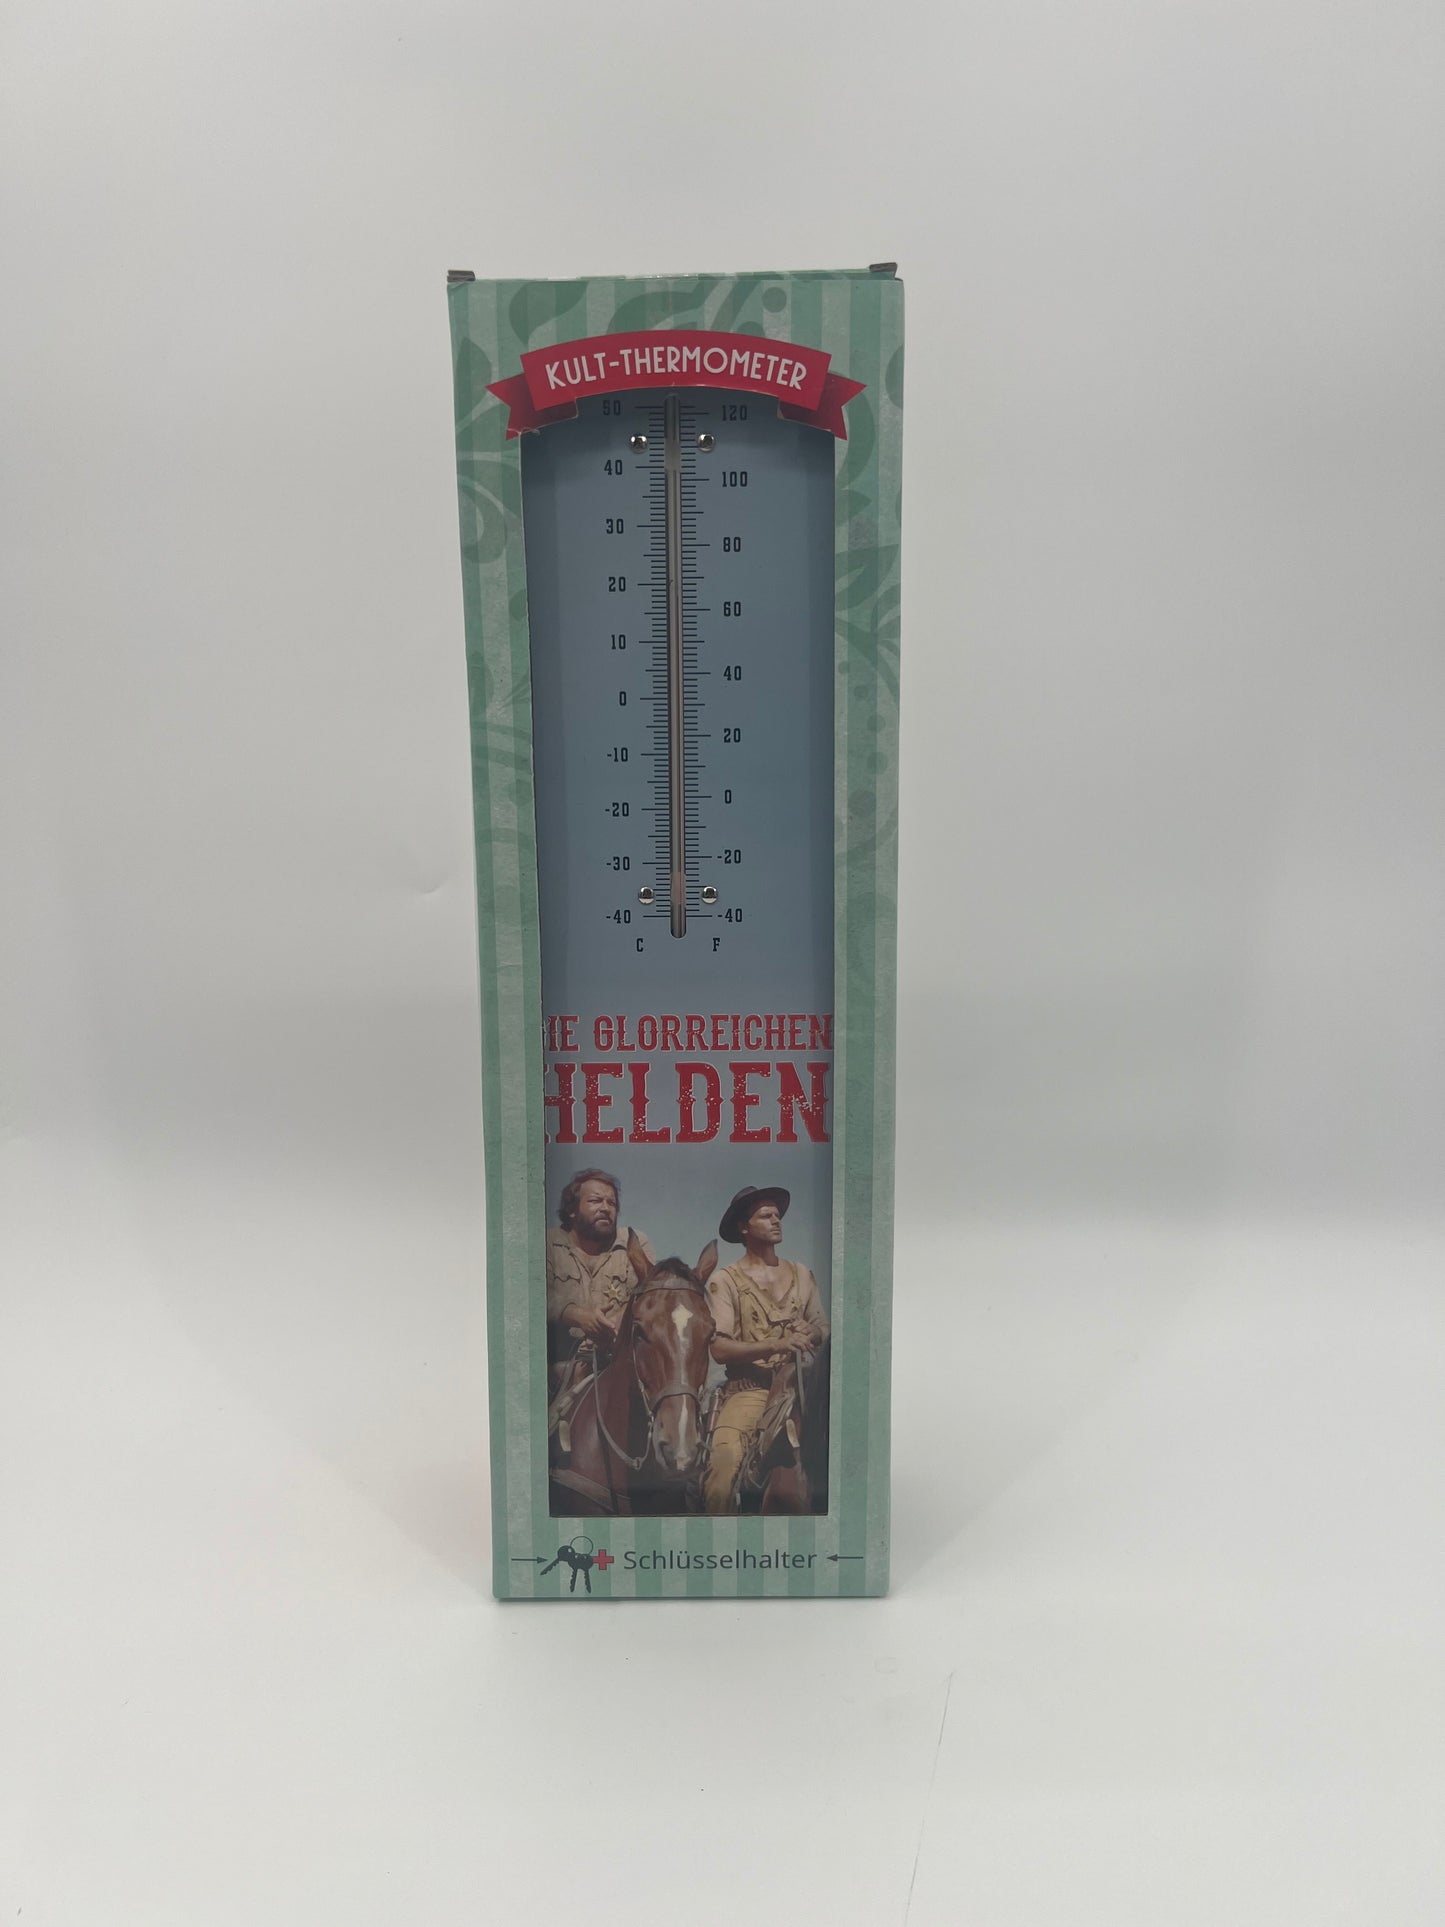 KULT-THERMOMETER
50 120
40 100
30 80
20 60
10 40
0 20
-10 0
-20 -20
-30 -40
-40
C F
IE GLORREICHEN
HELDEN
Schlüsselhalter